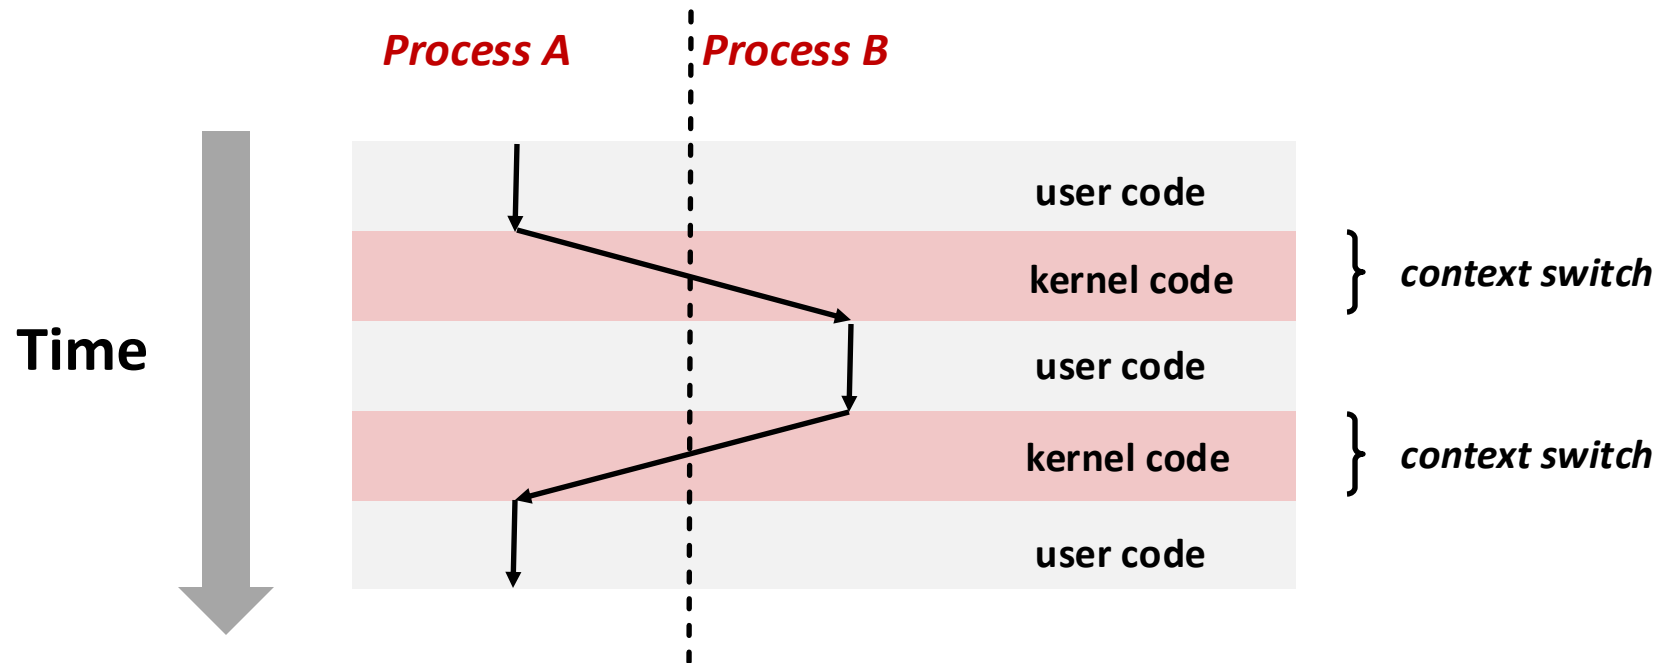 Process A
Process B
user code
kernel code
context switch
Time
user code
kernel code
context switch
user code